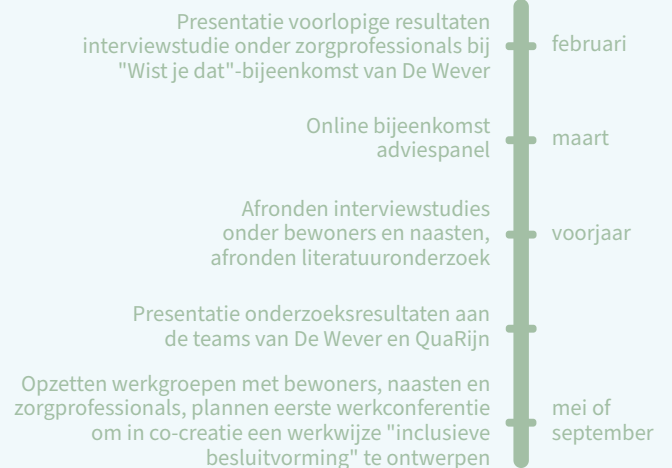 Presentatie voorlopige resultaten
interviewstudie onder zorgprofessionals bij
"Wist je dat"-bijeenkomst van De Wever
februari
Online bijeenkomst
adviespanel
maart
Afronden interviewstudies
onder bewoners en naasten,
afronden literatuuronderzoek
voorjaar
Presentatie onderzoeksresultaten aan
de teams van De Wever en QuaRijn
Opzetten werkgroepen met bewoners, naasten en
zorgprofessionals, plannen eerste werkconferentie
om in co-creatie een werkwijze "inclusieve
besluitvorming" te ontwerpen
mei of
september